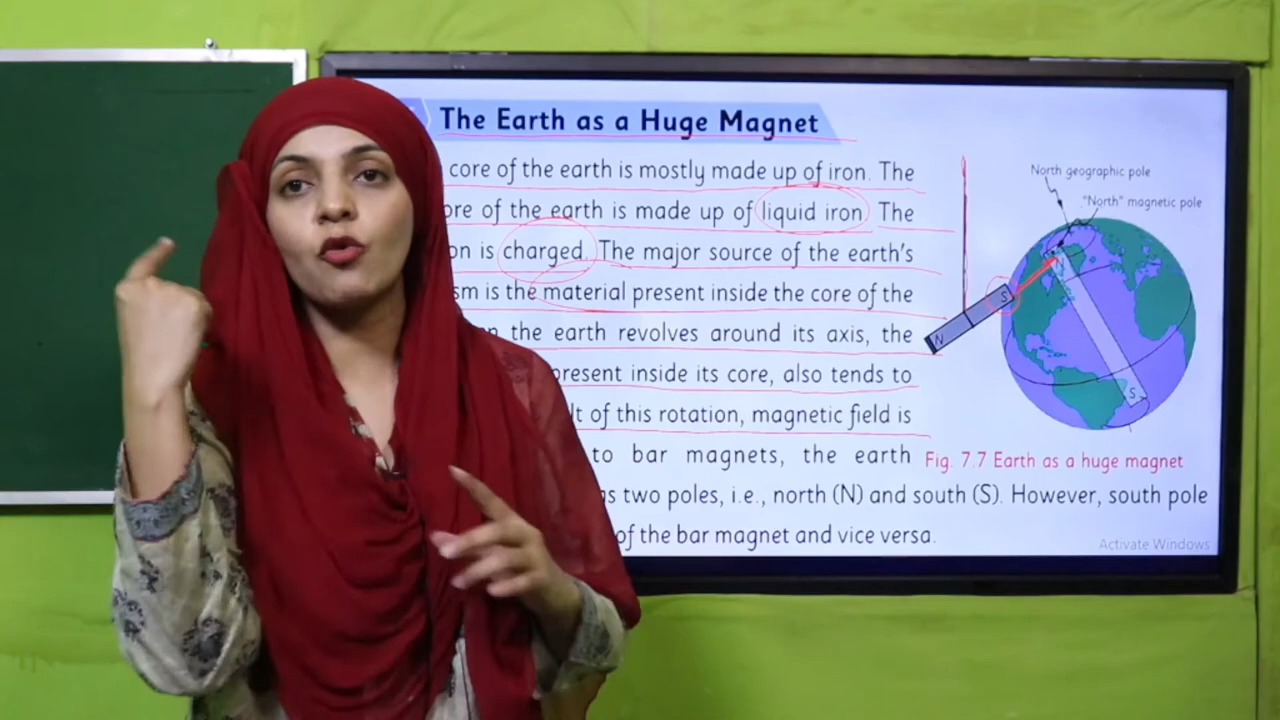 The Earth as a Huge Magnet
core of the earth is mostly made up of iron. The
of the earth is made up of liquid iron The
is charged. The major source of the earth's
is the material present inside the core of the
the earth revolves around its axis, the
present inside its core, also tends to
of this rotation, magnetic field is
to bar magnets, the earth
two poles, i.e., north (N) and south (S). However, south pole
of the bar magnet and vice versa.
North geographic pole
"North" magnetic pole
N
S
N
S
Fig. 7.7 Earth as a huge magnet
Activate Windows